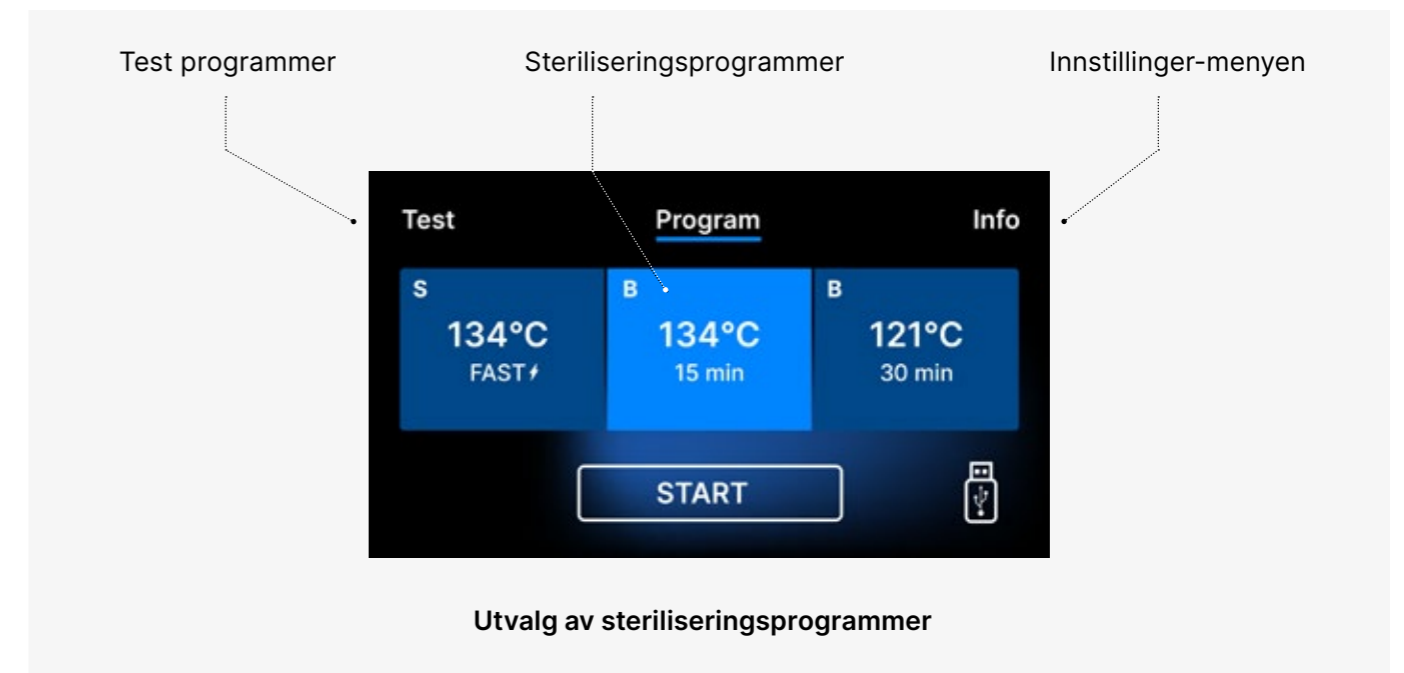 Test programmer
Steriliseringsprogrammer
Innstillinger-menyen
Test
Program
Info
S
134°C
FAST⚡
B
134°C
15 min
B
121°C
30 min
START
Utvalg av steriliseringsprogrammer